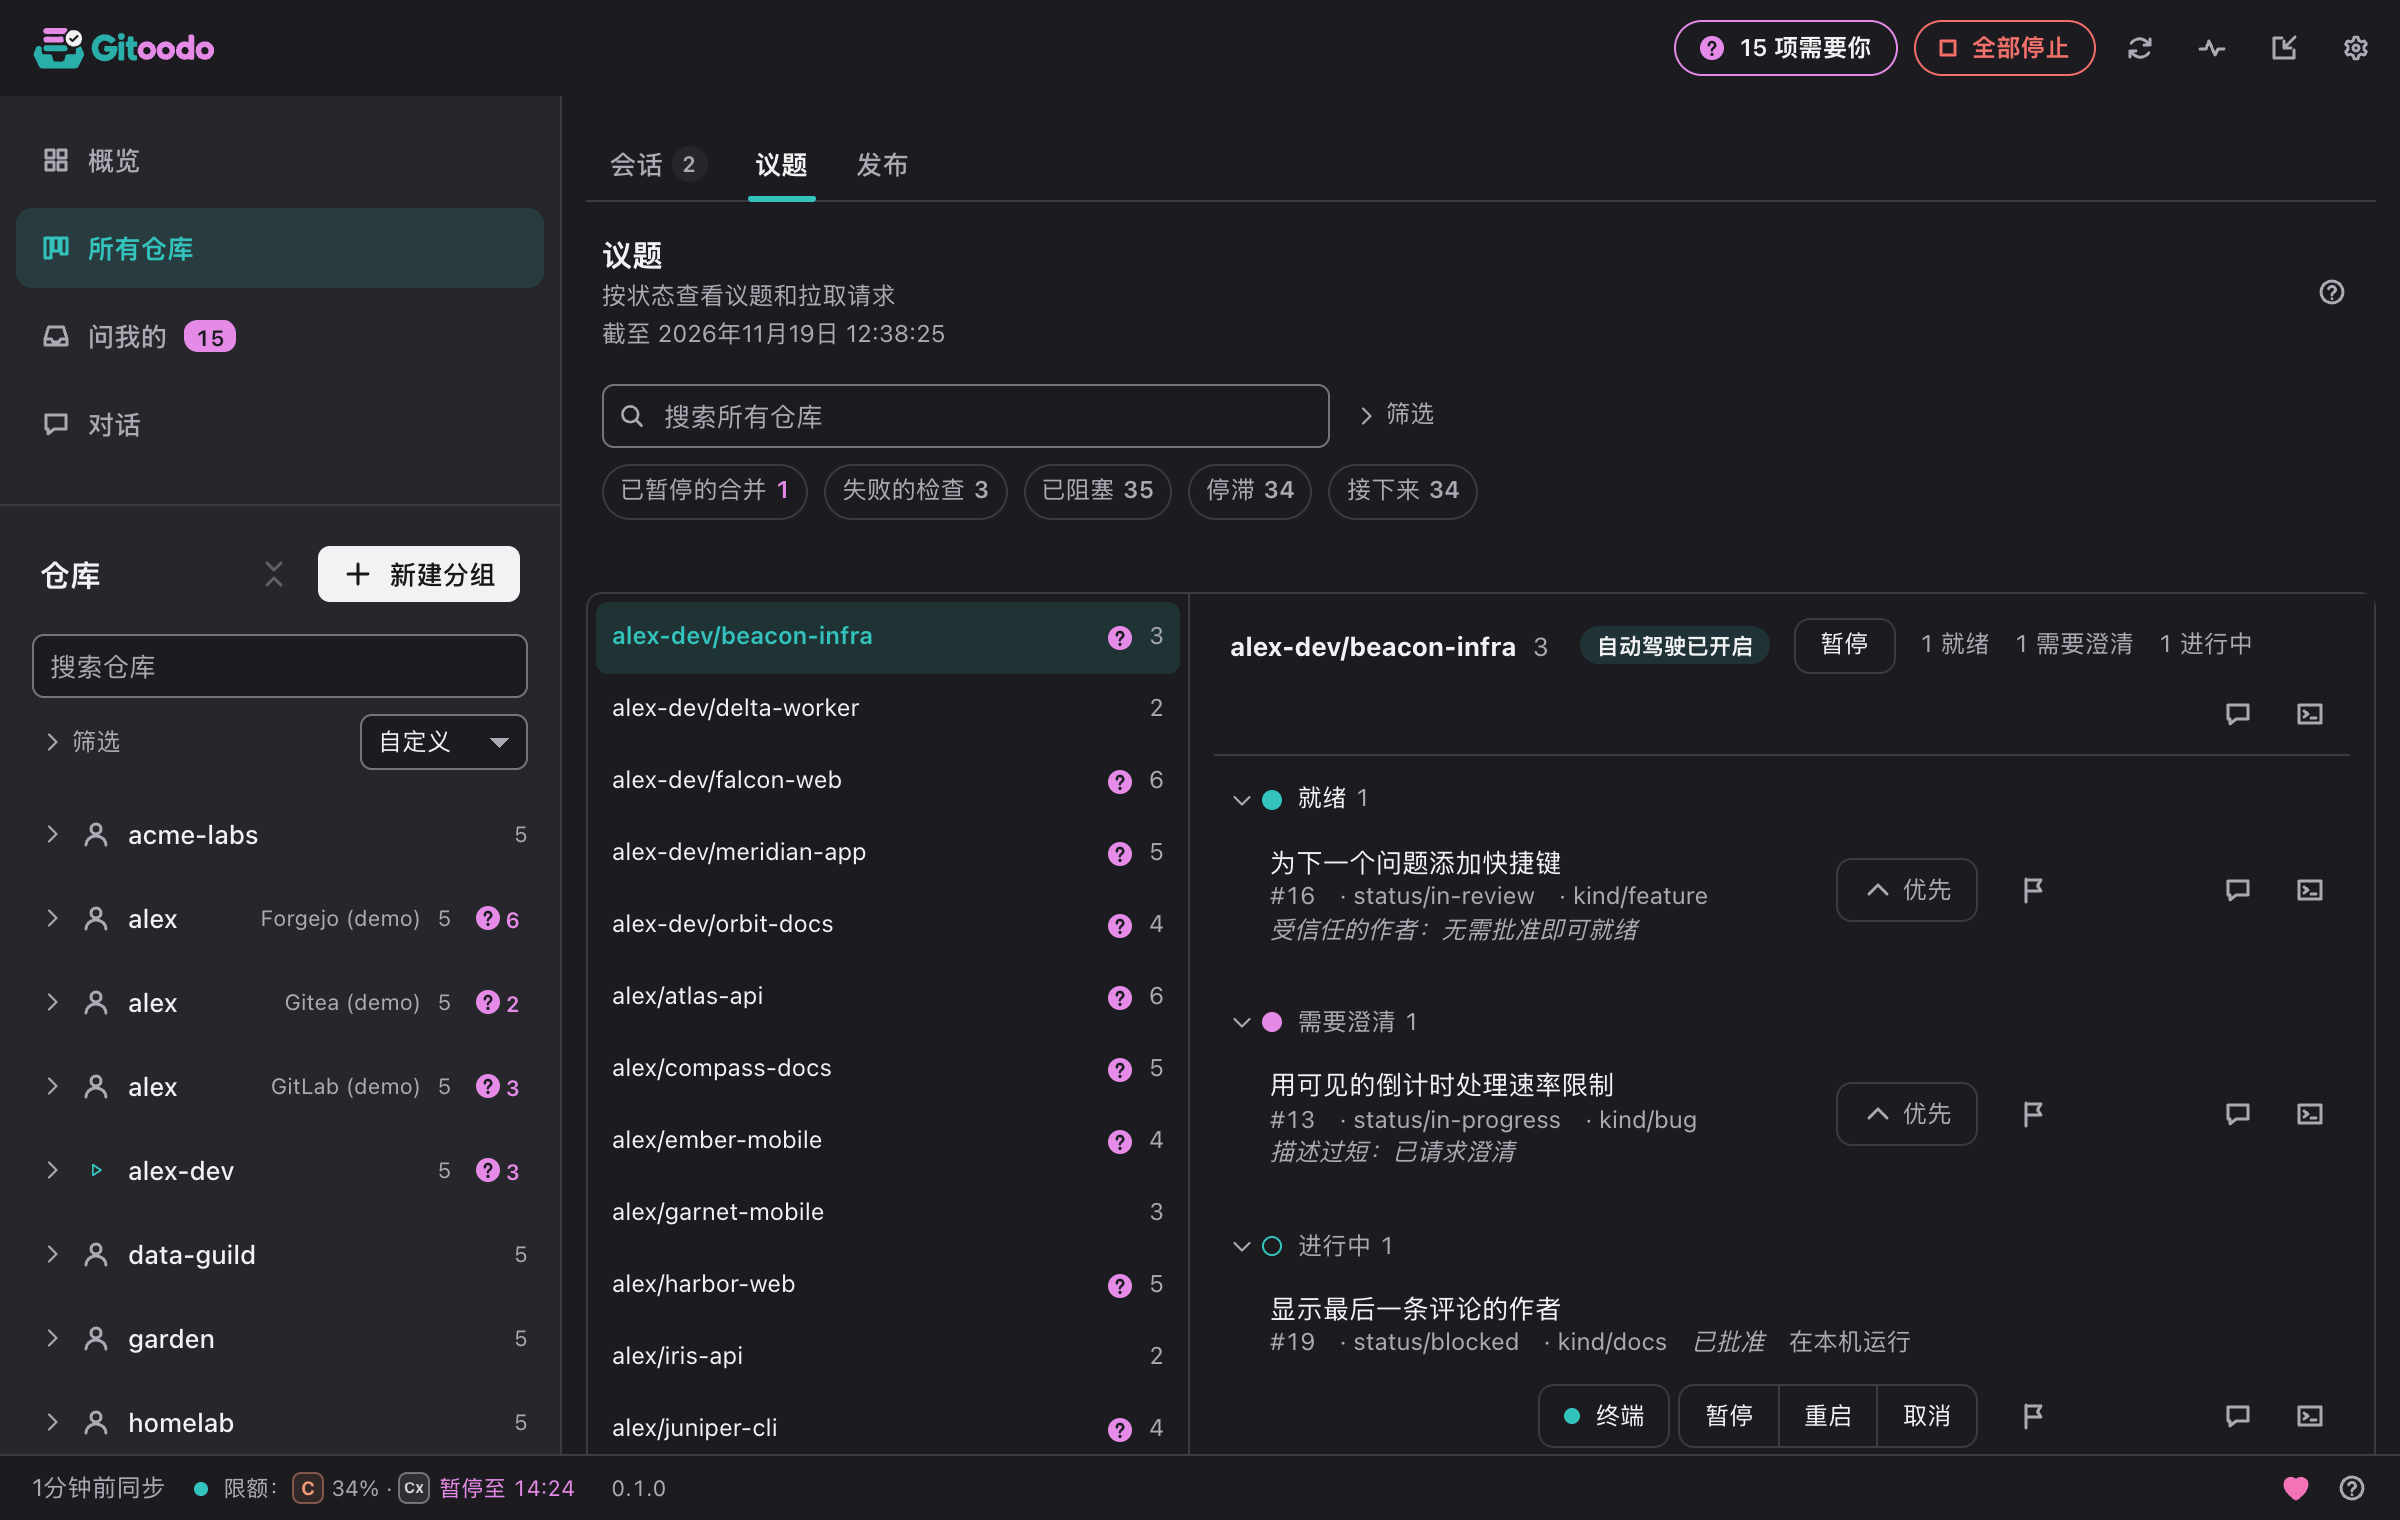 Gitoodo
15 项需要你
全部停止
概览
所有仓库
问我的 15
对话
仓库
新建分组
搜索仓库
筛选
自定义
acme-labs 5
alex Forgejo (demo) 5 ? 6
alex Gitea (demo) 5 ? 2
alex GitLab (demo) 5 ? 3
alex-dev 5 ? 3
data-guild 5
garden 5
homelab 5
会话 2
议题
发布
议题
按状态查看议题和拉取请求
截至 2026年11月19日 12:38:25
搜索所有仓库
筛选
已暂停的合并 1
失败的检查 3
已阻塞 35
停滞 34
接下来 34
alex-dev/beacon-infra ? 3
alex-dev/delta-worker 2
alex-dev/falcon-web ? 6
alex-dev/meridian-app ? 5
alex-dev/orbit-docs ? 4
alex/atlas-api ? 6
alex/compass-docs ? 5
alex/ember-mobile ? 4
alex/garnet-mobile 3
alex/harbor-web ? 5
alex/iris-api 2
alex/juniper-cli ? 4
alex-dev/beacon-infra 3 自动驾驶已开启 暂停 1 就绪 1 需要澄清 1 进行中
就绪 1
为下一个问题添加快捷键
#16 · status/in-review · kind/feature
受信任的作者：无需批准即可就绪
优先
需要澄清 1
用可见的倒计时处理速率限制
#13 · status/in-progress · kind/bug
描述过短：已请求澄清
优先
进行中 1
显示最后一条评论的作者
#19 · status/blocked · kind/docs 已批准 在本机运行
终端 暂停 重启 取消
1分钟前同步 限额： C 34% · Cx 暂停至 14:24 0.1.0